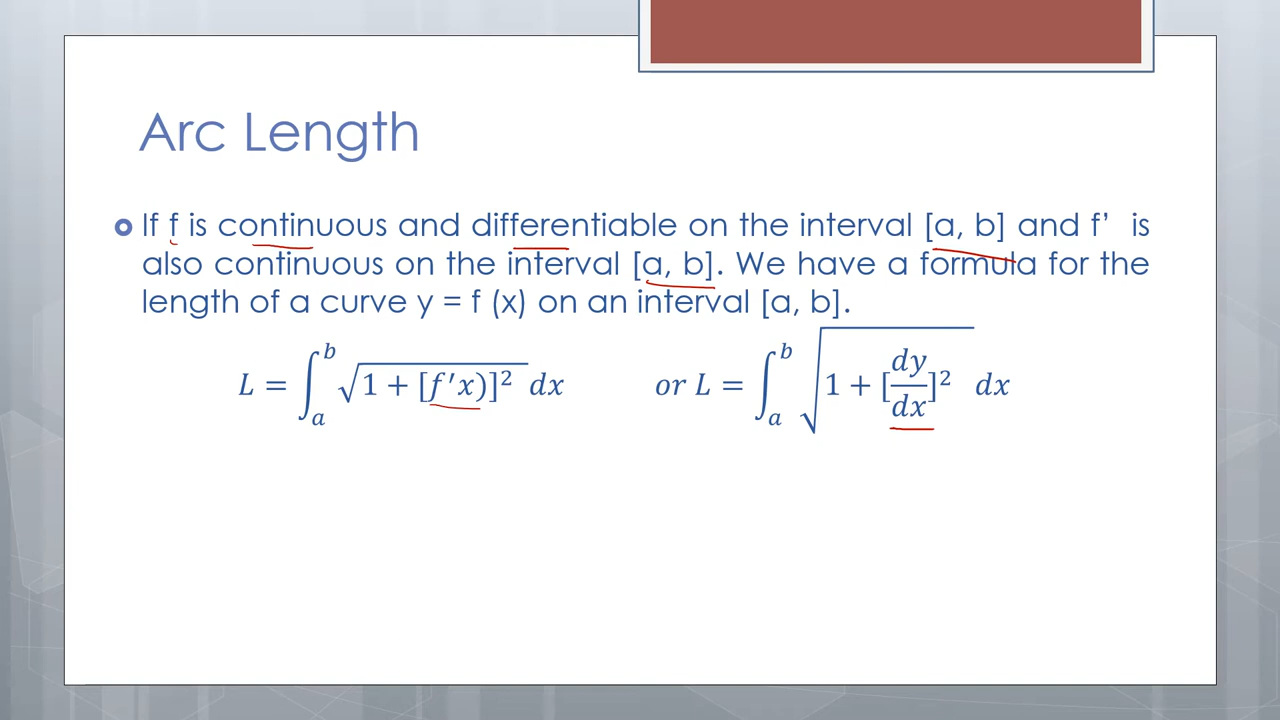 Arc Length
If f is continuous and differentiable on the interval [a, b] and f’ is
also continuous on the interval [a, b]. We have a formula for the
length of a curve y = f (x) on an interval [a, b].
L = ∫_a^b √(1 + [f′x)]²) dx or L = ∫_a^b √(1 + [dy/dx]²) dx